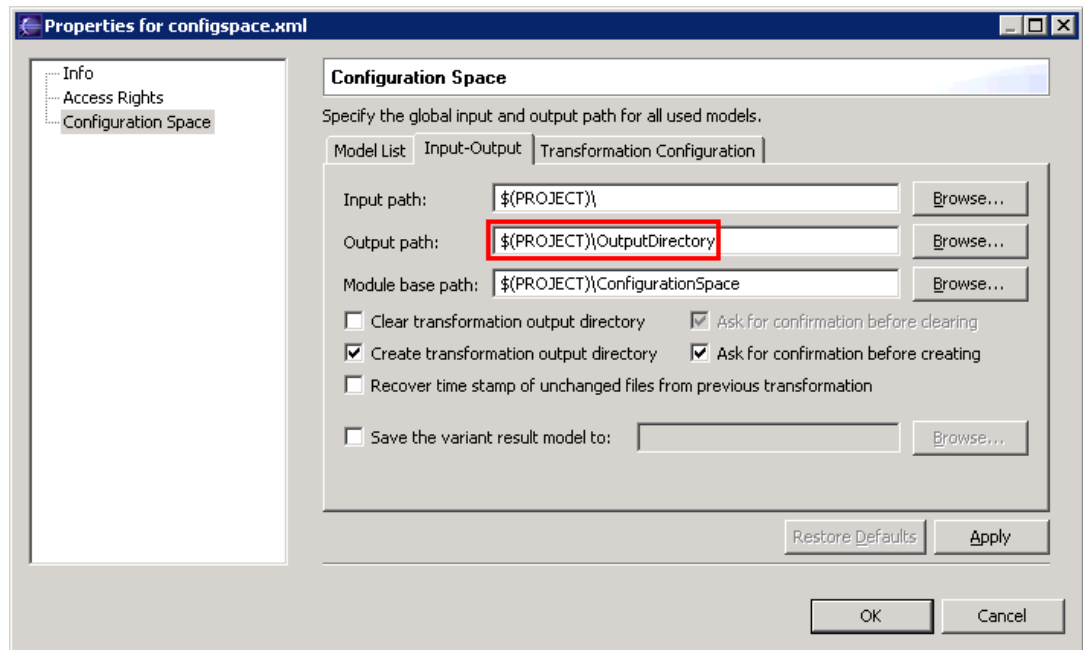 Properties for configspace.xml
Info
Access Rights
Configuration Space
Configuration Space
Specify the global input and output path for all used models.
Model List Input-Output Transformation Configuration
Input path: $(PROJECT)\ Browse...
Output path: $(PROJECT)\OutputDirectory Browse...
Module base path: $(PROJECT)\ConfigurationSpace Browse...
Clear transformation output directory Ask for confirmation before clearing
Create transformation output directory Ask for confirmation before creating
Recover time stamp of unchanged files from previous transformation
Save the variant result model to: Browse...
Restore Defaults Apply
OK Cancel